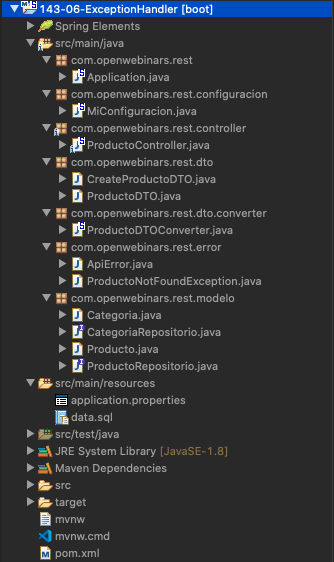 143-06-ExceptionHandler [boot]
Spring Elements
src/main/java
com.openwebinars.rest
Application.java
com.openwebinars.rest.configuracion
MiConfiguracion.java
com.openwebinars.rest.controller
ProductoController.java
com.openwebinars.rest.dto
CreateProductoDTO.java
ProductoDTO.java
com.openwebinars.rest.dto.converter
ProductoDTOConverter.java
com.openwebinars.rest.error
ApiError.java
ProductoNotFoundException.java
com.openwebinars.rest.modelo
Categoria.java
CategoriaRepositorio.java
Producto.java
ProductoRepositorio.java
src/main/resources
application.properties
data.sql
src/test/java
JRE System Library [JavaSE-1.8]
Maven Dependencies
src
target
mvnw
mvnw.cmd
pom.xml